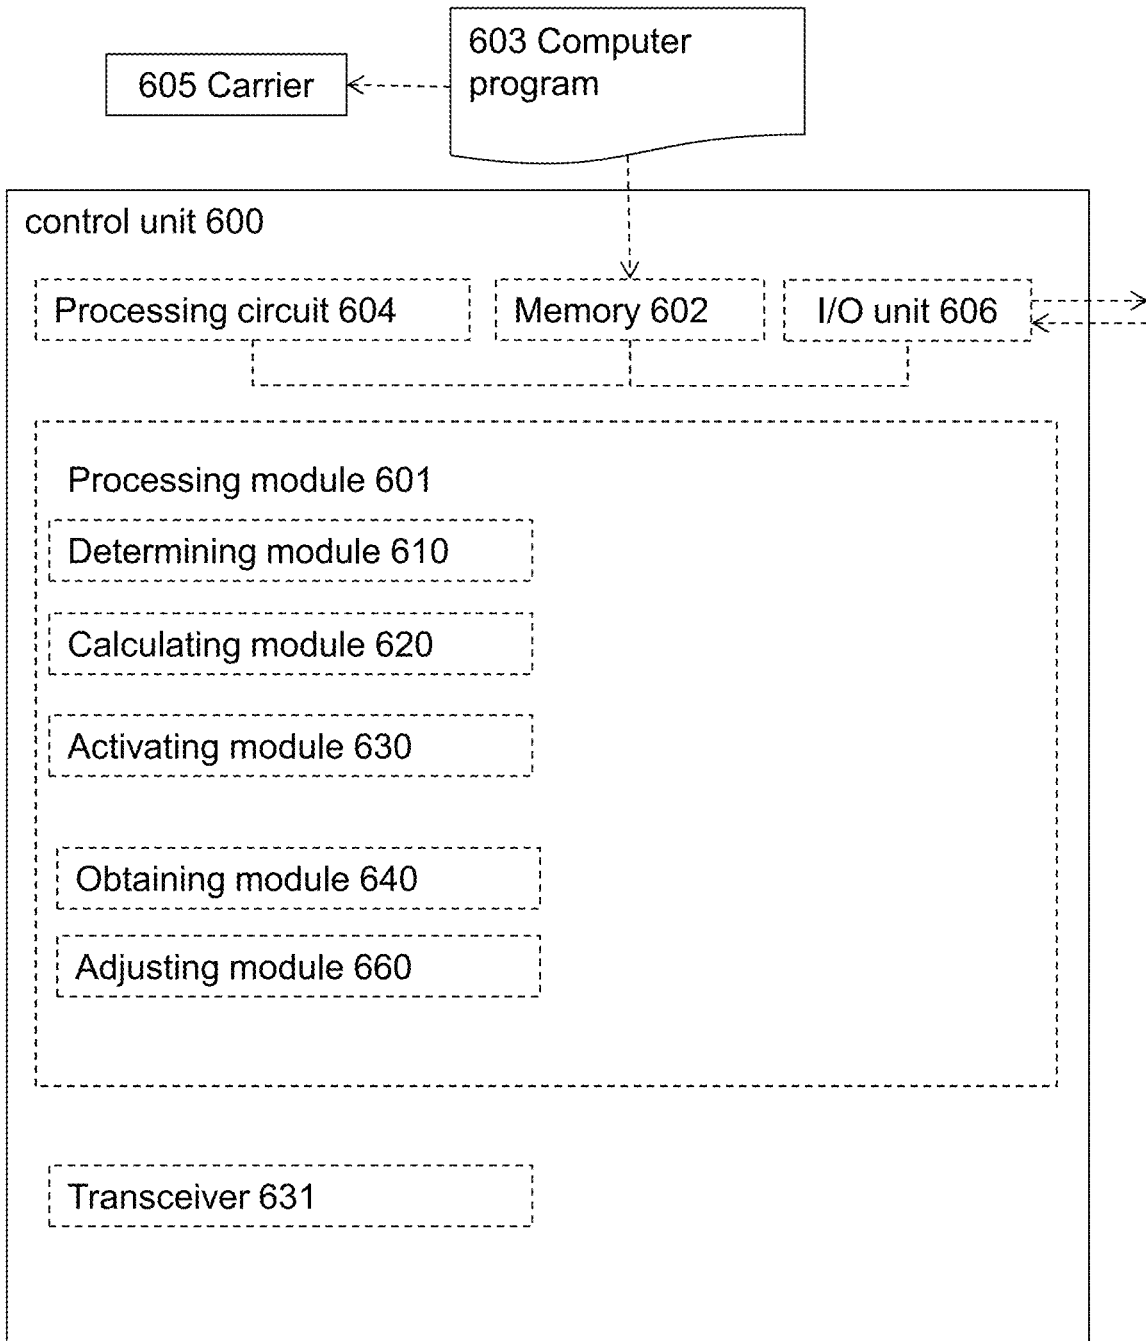 603 Computer
program
605 Carrier
control unit 600
Processing circuit 604
Memory 602
I/O unit 606
Processing module 601
Determining module 610
Calculating module 620
Activating module 630
Obtaining module 640
Adjusting module 660
Transceiver 631